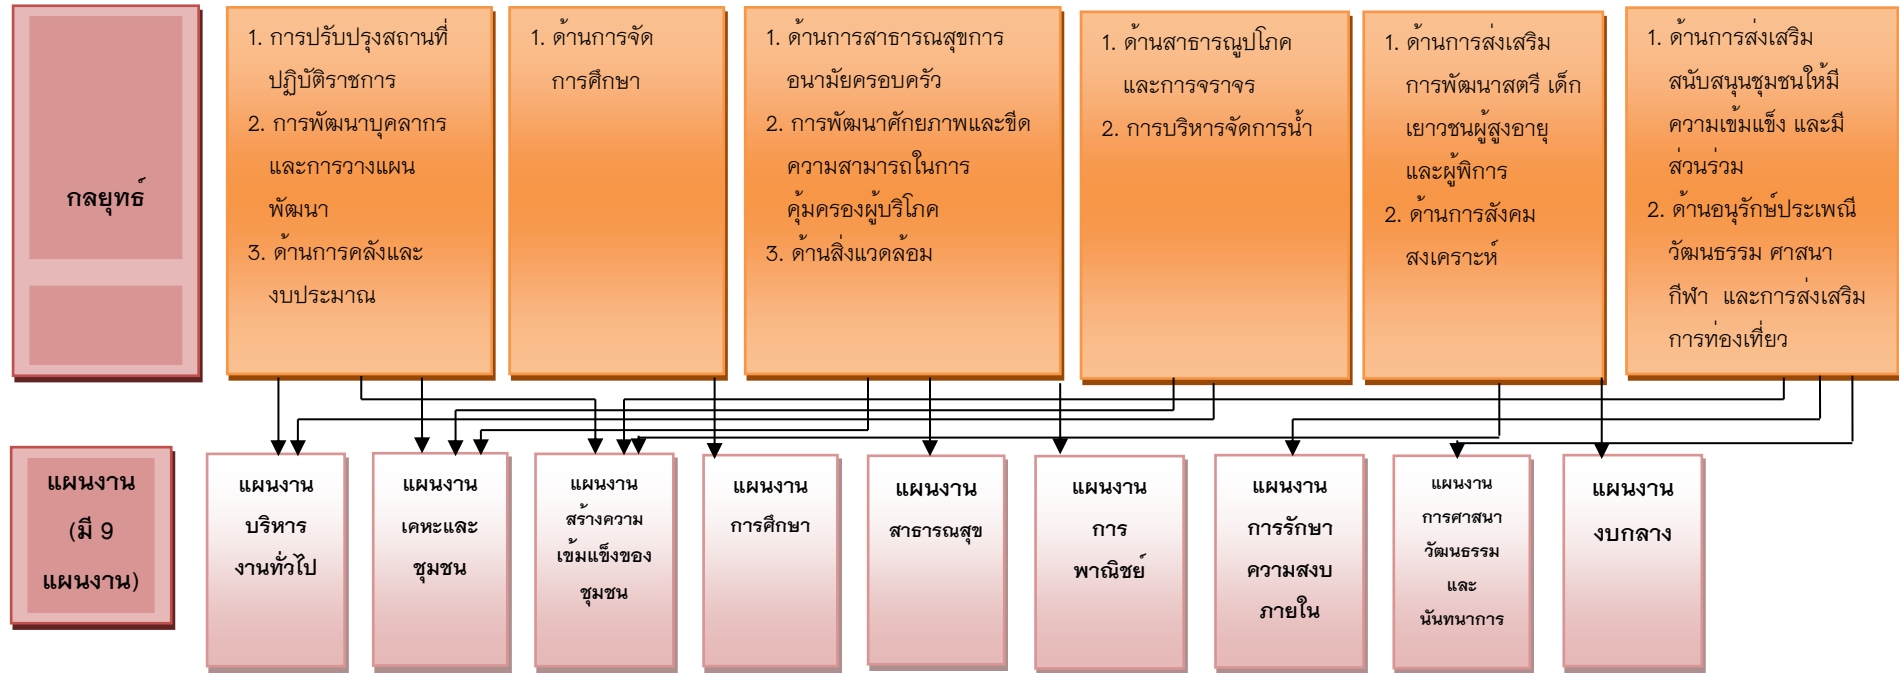 กลยุทธ์
1. การปรับปรุงสถานที่
ปฏิบัติราชการ
2. การพัฒนาบุคลากร
และการวางแผน
พัฒนา
3. ด้านการคลังและ
งบประมาณ
1. ด้านการจัด
การศึกษา
1. ด้านการสาธารณสุขการ
อนามัยครอบครัว
2. การพัฒนาศักยภาพและขีด
ความสามารถในการ
คุ้มครองผู้บริโภค
3. ด้านสิ่งแวดล้อม
1. ด้านสาธารณูปโภค
และการจราจร
2. การบริหารจัดการน้ำ
1. ด้านการส่งเสริม
การพัฒนาสตรี เด็ก
เยาวชนผู้สูงอายุ
และผู้พิการ
2. ด้านการสังคม
สงเคราะห์
1. ด้านการส่งเสริม
สนับสนุนชุมชนให้มี
ความเข้มแข็ง และมี
ส่วนร่วม
2. ด้านอนุรักษ์ประเพณี
วัฒนธรรม ศาสนา
กีฬา และการส่งเสริม
การท่องเที่ยว
แผนงาน
(มี 9
แผนงาน)
แผนงาน
บริหาร
งานทั่วไป
แผนงาน
เคหะและ
ชุมชน
แผนงาน
สร้างความ
เข้มแข็งของ
ชุมชน
แผนงาน
การศึกษา
แผนงาน
สาธารณสุข
แผนงาน
การ
พาณิชย์
แผนงาน
การรักษา
ความสงบ
ภายใน
แผนงาน
การศาสนา
วัฒนธรรม
และ
นันทนาการ
แผนงาน
งบกลาง